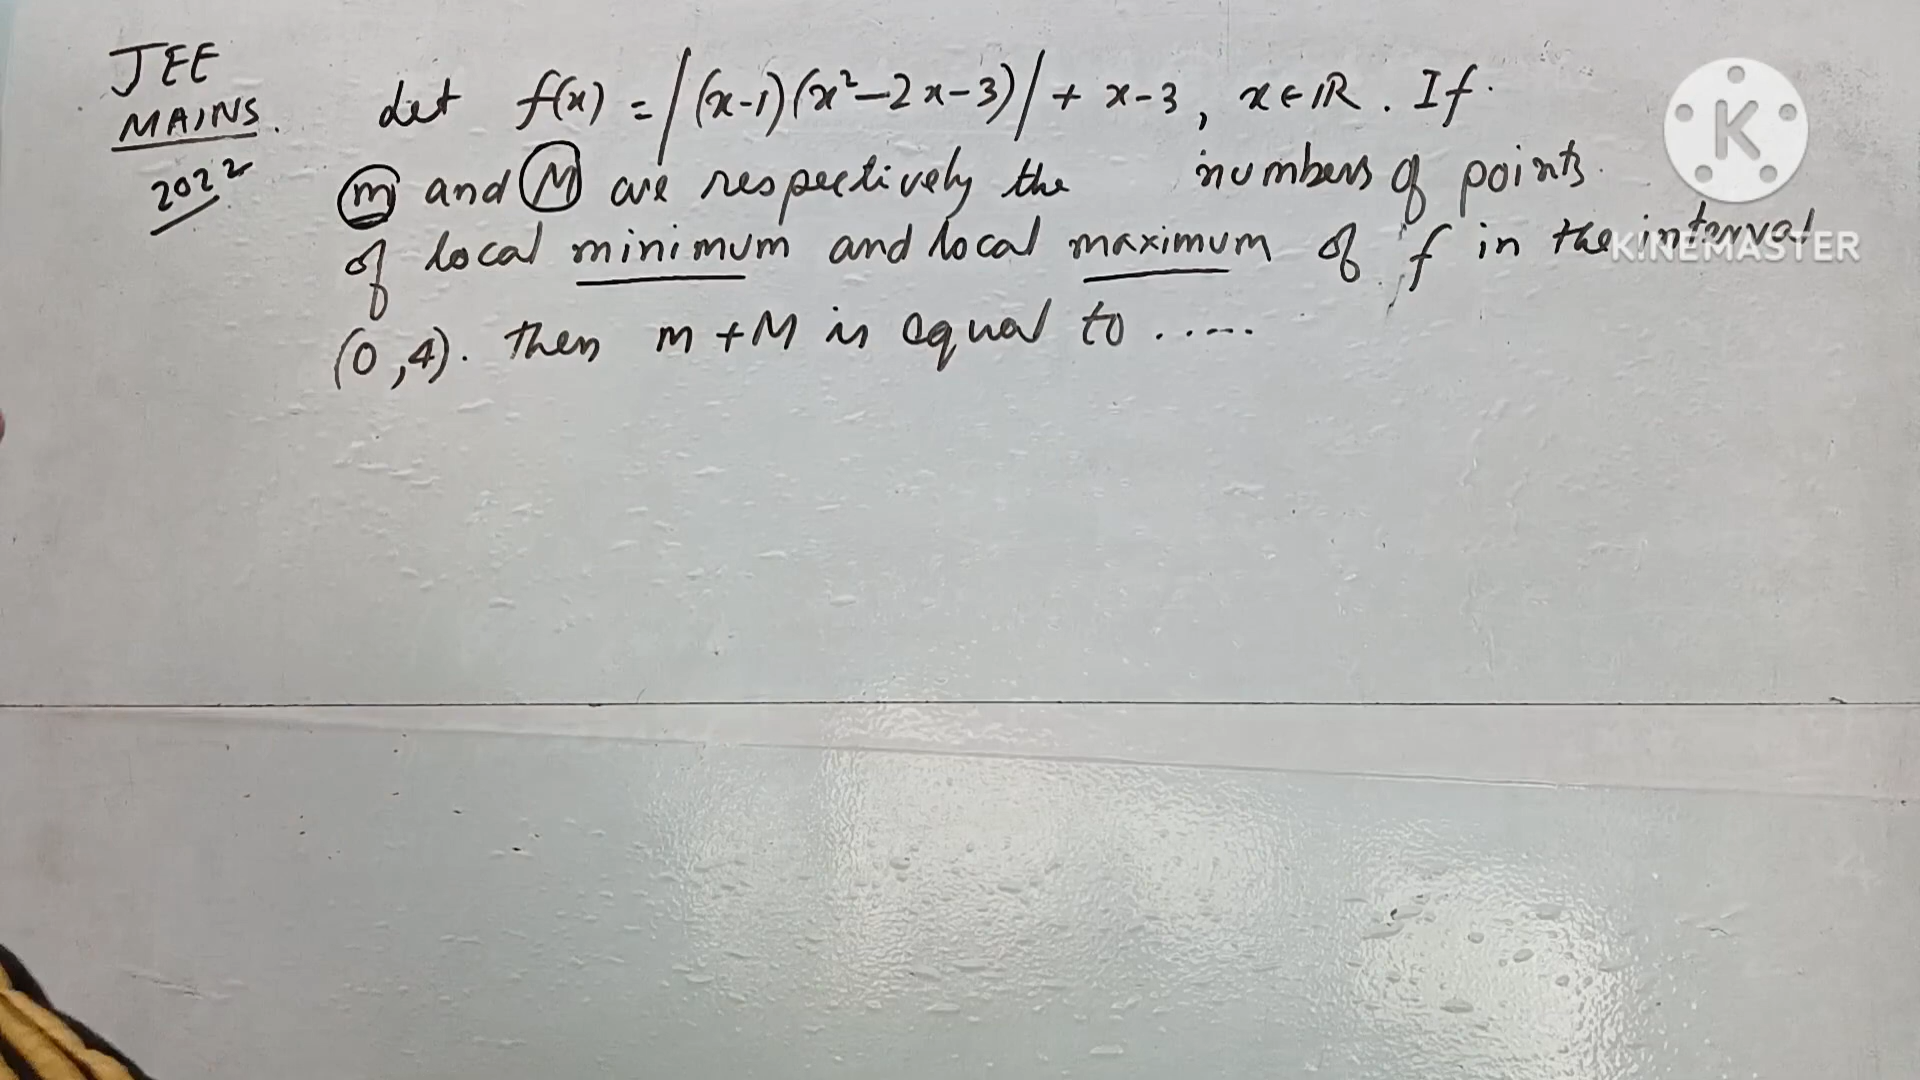 JEE
MAINS.
2022
Let f(x) = |(x-1)(x²-2x-3)| + x-3, x∈IR. If.
m and M are respectively the numbers of points.
of local minimum and local maximum of f in the interval
(0,4). then m+M is equal to .....
K
KINEMASTER